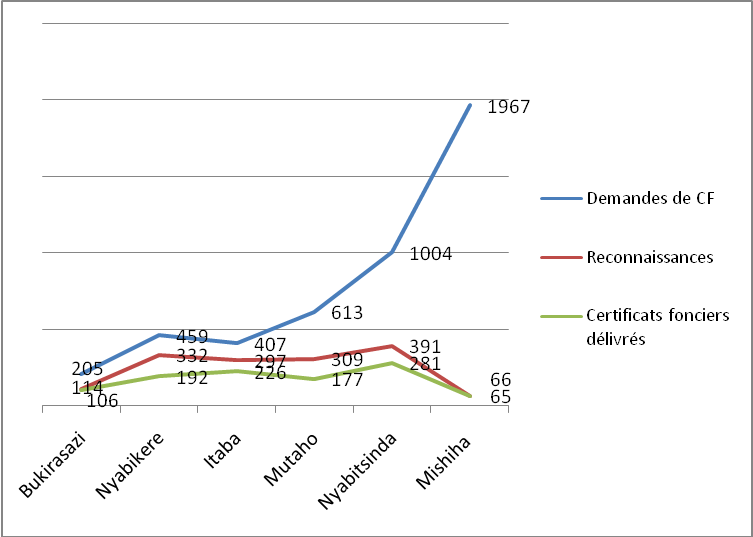 1967
1004
613
459
407
332
391
297
309
281
205
192
226
177
114
106
66
65
Bukirasazi
Nyabikere
Itaba
Mutaho
Nyabitsinda
Mishiha
Demandes de CF
Reconnaissances
Certificats fonciers
délivrés